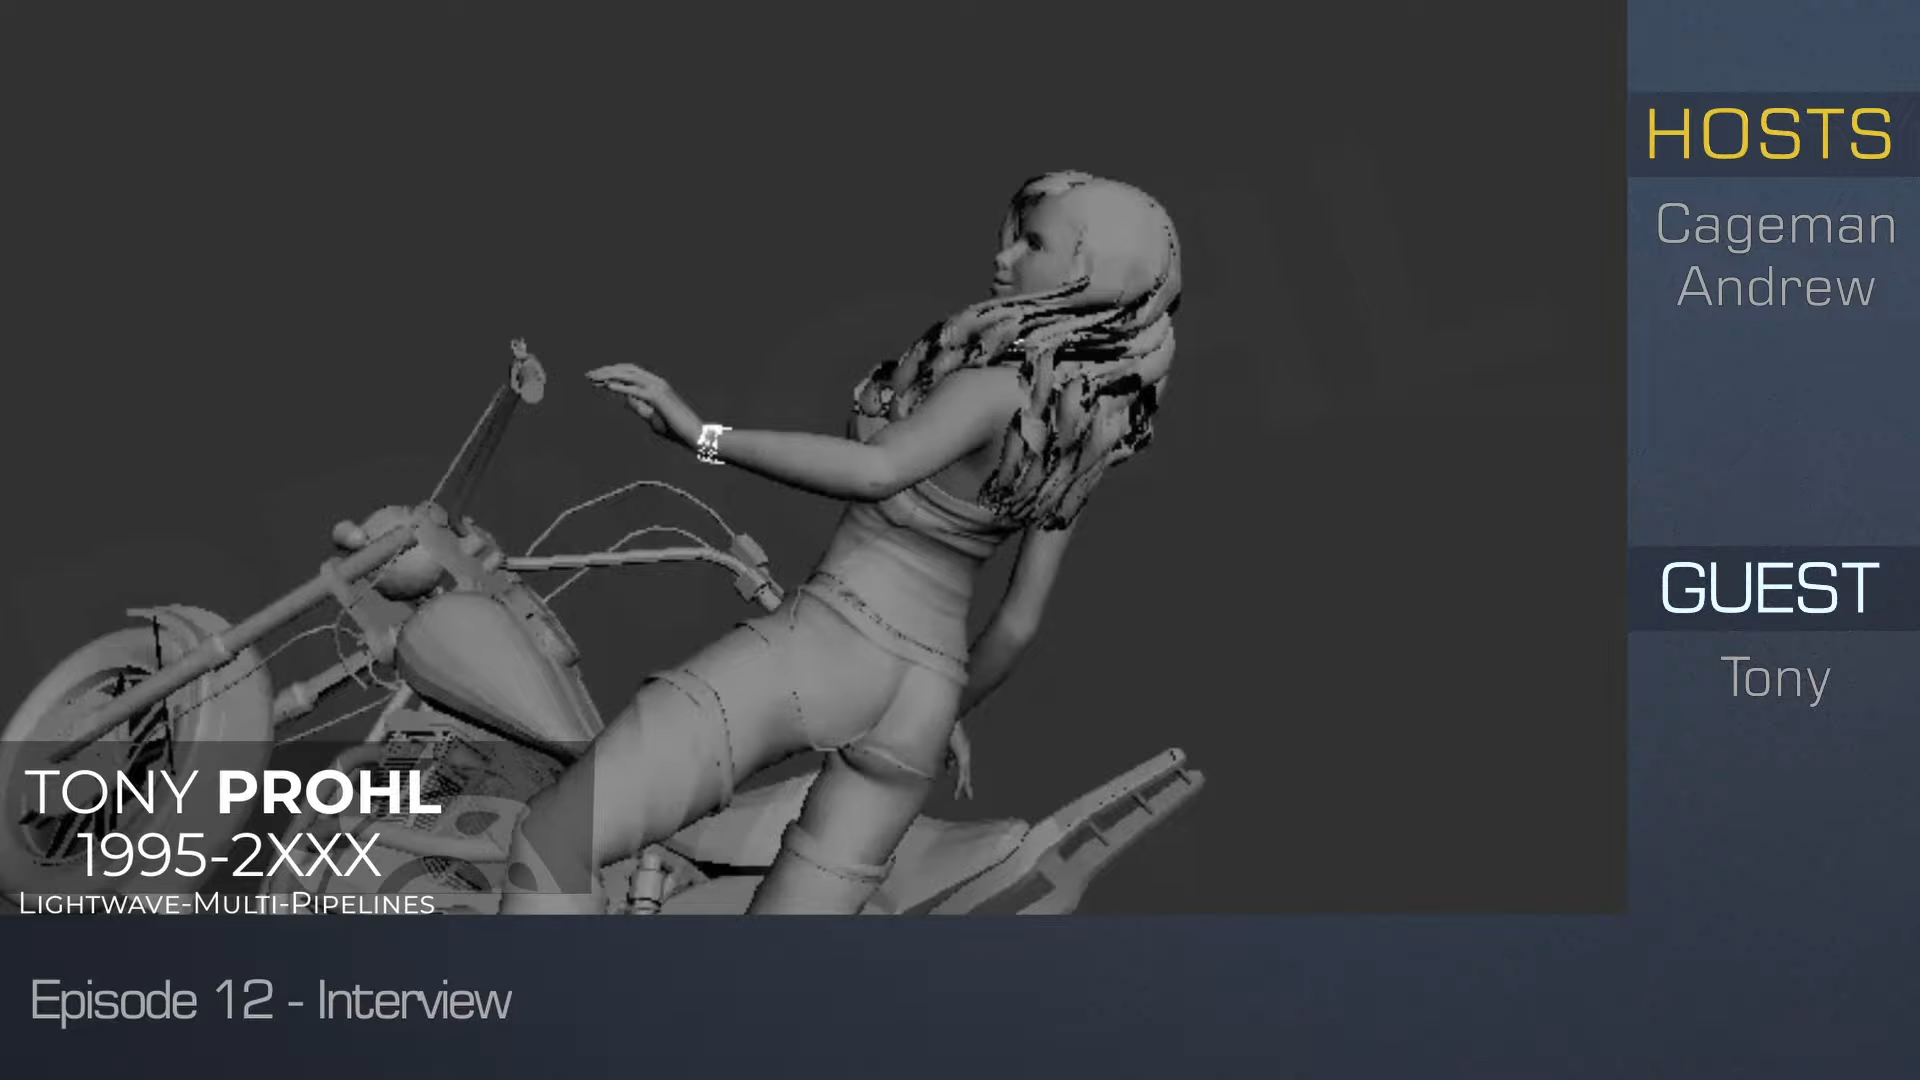 HOSTS
Cageman
Andrew
GUEST
Tony
TONY PROHL
1995-2XXX
LIGHTWAVE-MULTI-PIPELINES
Episode 12 - Interview